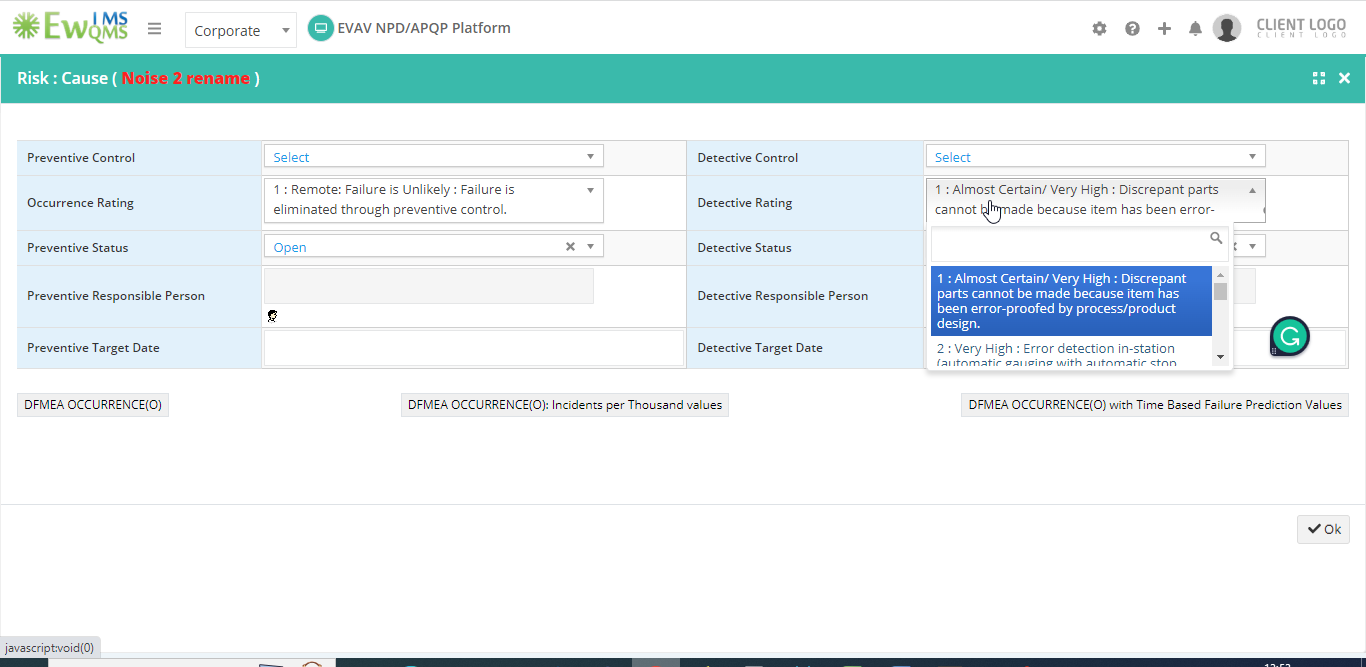 EwQMS IMS
Corporate
EVAV NPD/APQP Platform
CLIENT LOGO
CLIENT LOGO
Risk : Cause ( Noise 2 rename )
Preventive Control
Select
Detective Control
Select
Occurrence Rating
1 : Remote: Failure is Unlikely : Failure is
eliminated through preventive control.
Detective Rating
1 : Almost Certain/ Very High : Discrepant parts
cannot be made because item has been error-
Preventive Status
Open
Detective Status
1 : Almost Certain/ Very High : Discrepant
parts cannot be made because item has
been error-proofed by process/product
design.
2 : Very High : Error detection in-station
(automatic gauging with automatic stop
Preventive Responsible Person
Detective Responsible Person
Preventive Target Date
Detective Target Date
DFMEA OCCURRENCE(O)
DFMEA OCCURRENCE(O): Incidents per Thousand values
DFMEA OCCURRENCE(O) with Time Based Failure Prediction Values
Ok
javascript:void(0)